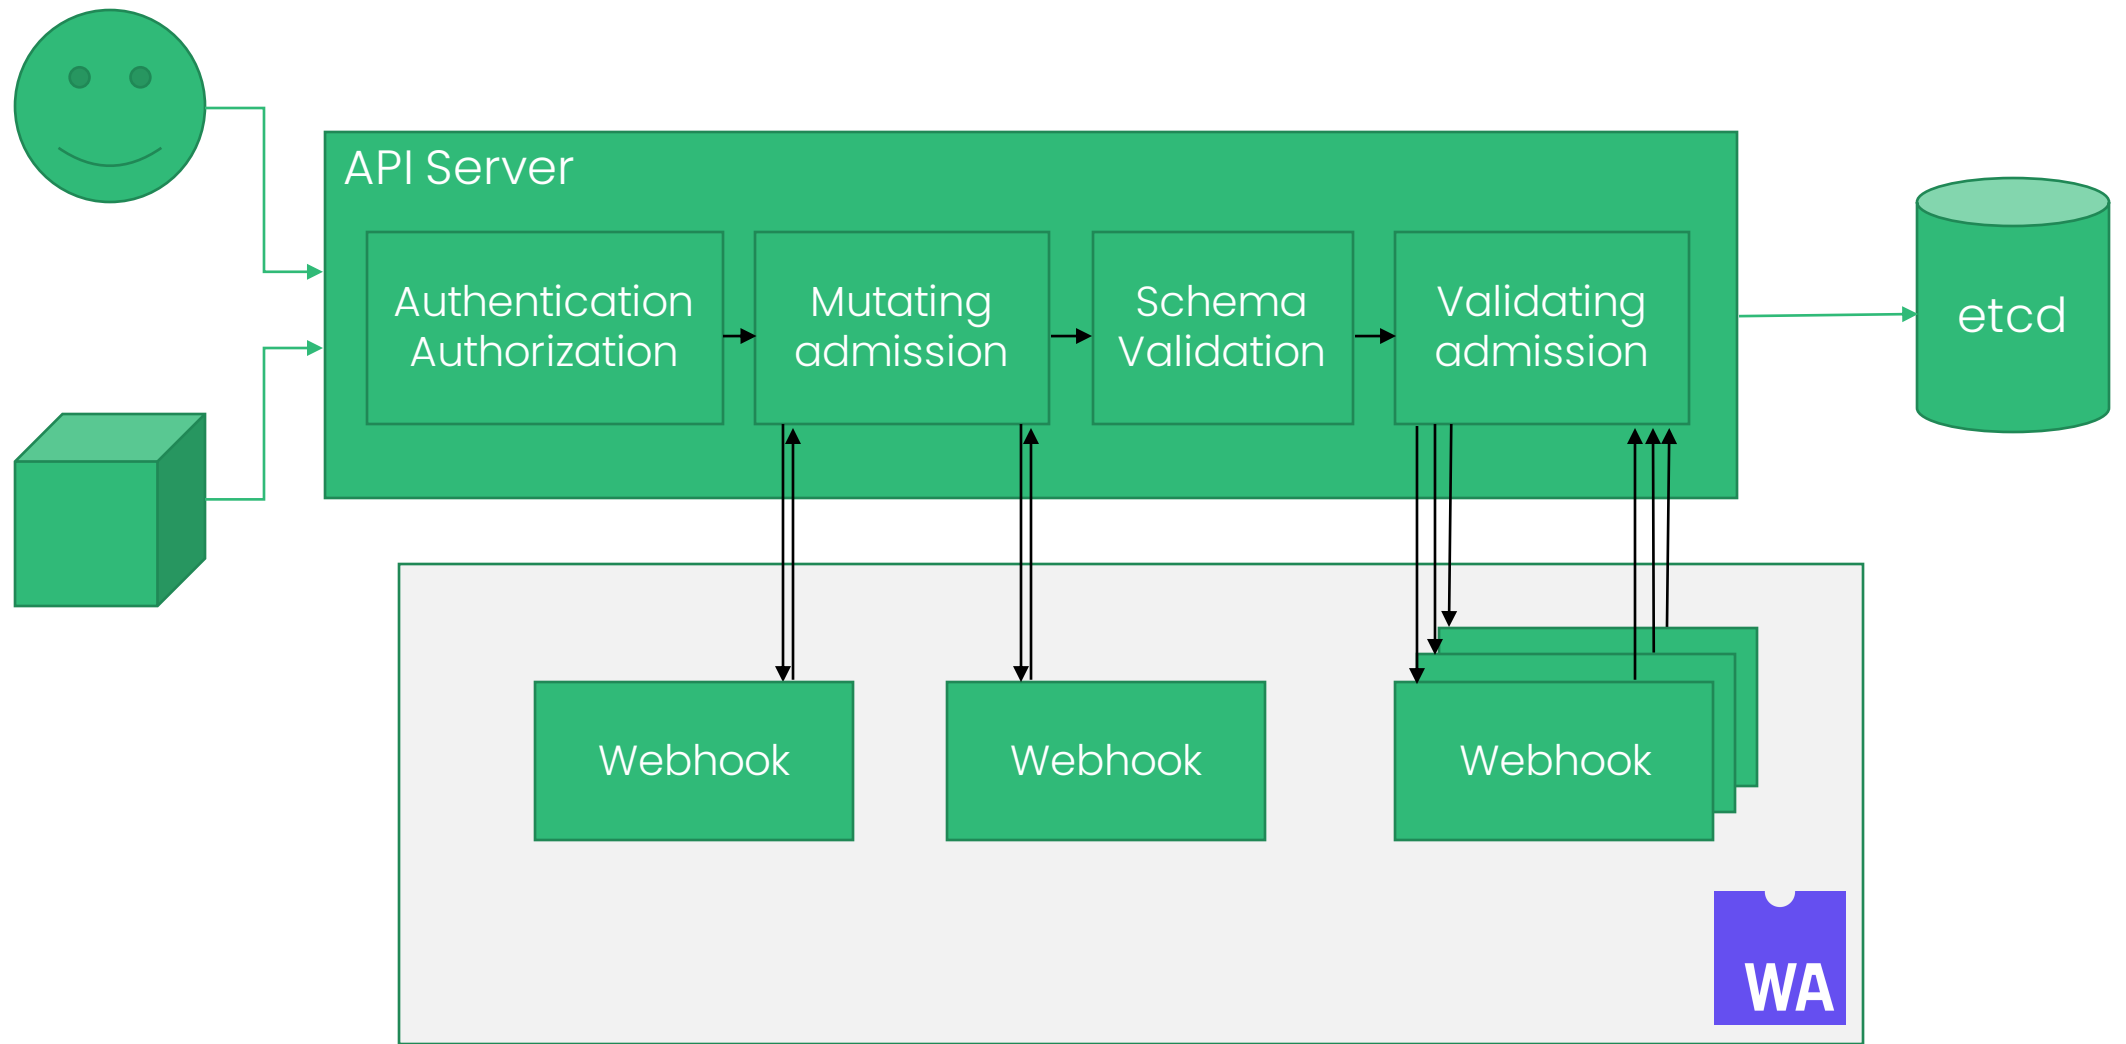 API Server
Authentication
Authorization
Mutating
admission
Schema
Validation
Validating
admission
etcd
Webhook
Webhook
Webhook
WA